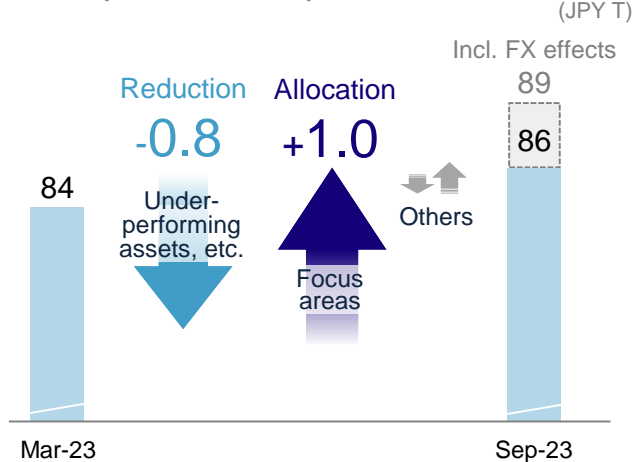 (JPY T)
Incl. FX effects
89
86
Reduction
-0.8
Under-
performing
assets, etc.
Allocation
+1.0
Focus
areas
Others
84
Mar-23
Sep-23